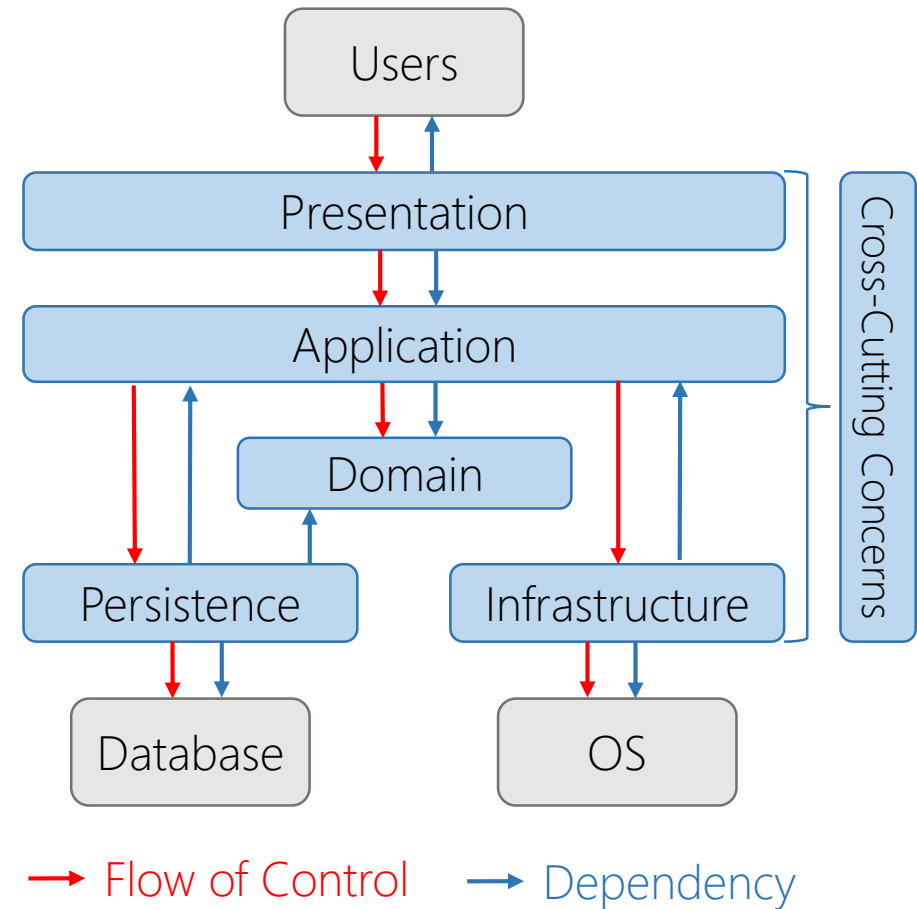 Users
Presentation
Application
Domain
Persistence
Infrastructure
Database
OS
Cross-Cutting Concerns
Flow of Control
Dependency